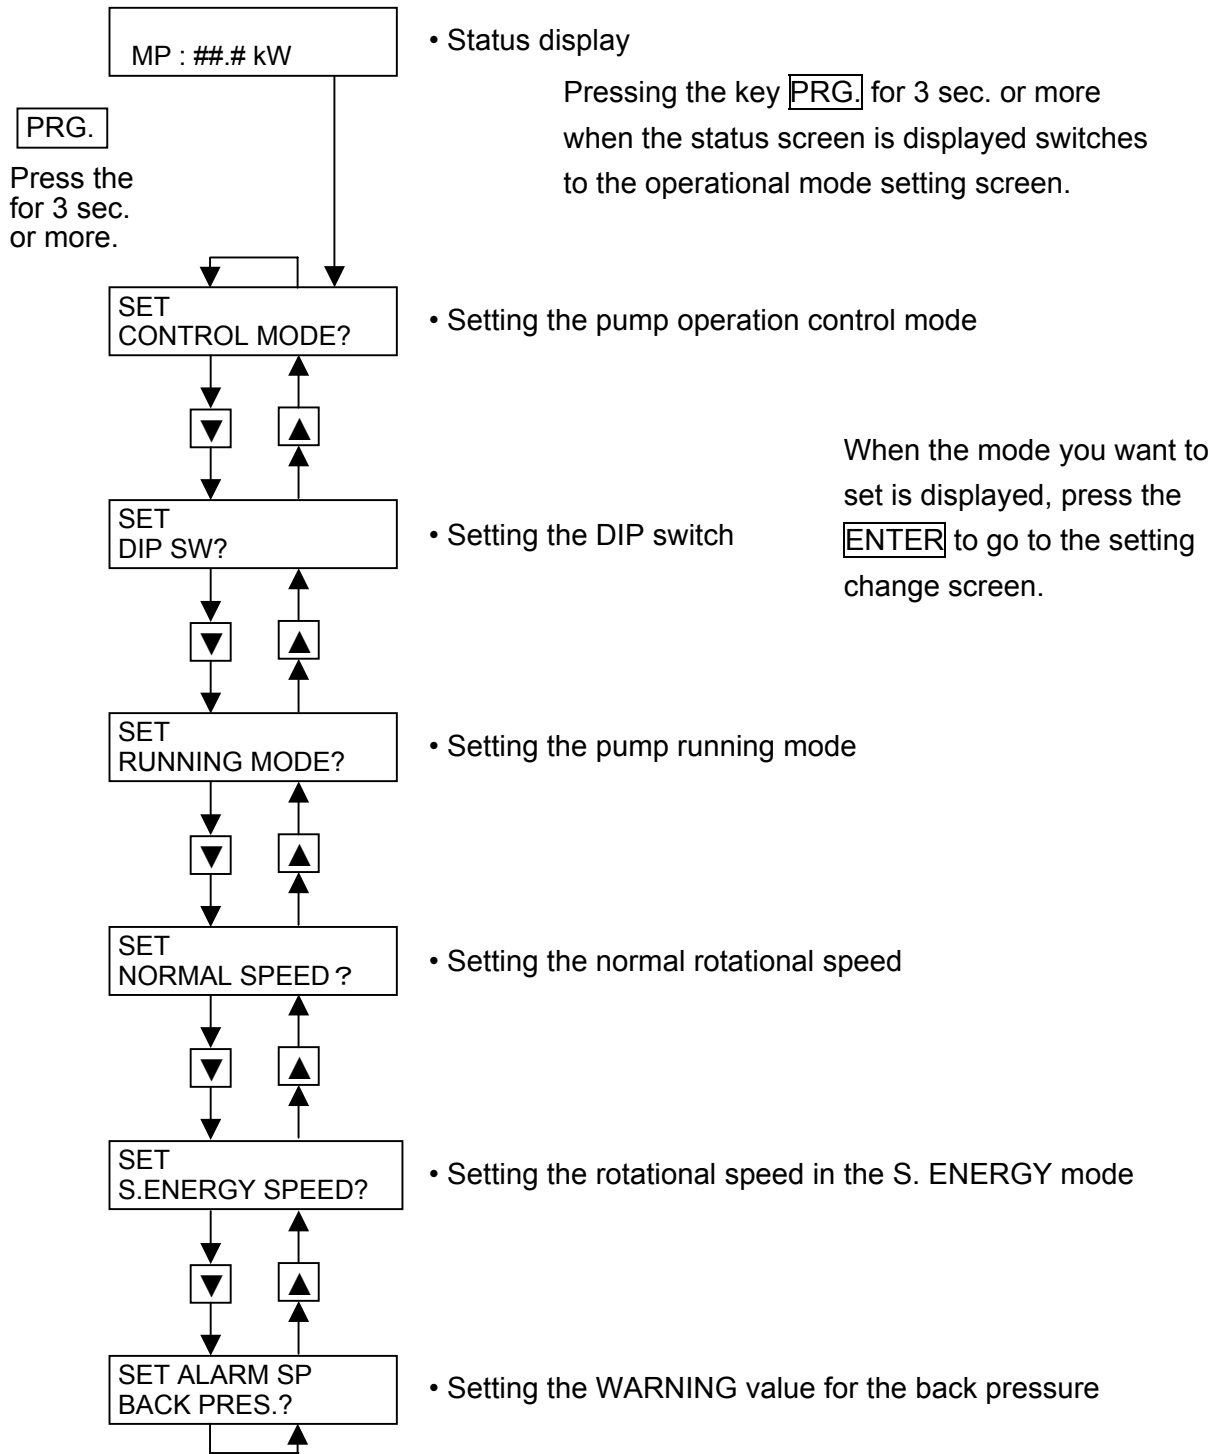 MP : ##.# kW
• Status display
Pressing the key PRG. for 3 sec. or more
when the status screen is displayed switches
to the operational mode setting screen.
PRG.
Press the
for 3 sec.
or more.
SET
CONTROL MODE?
• Setting the pump operation control mode
▼ ▲
When the mode you want to
set is displayed, press the
ENTER to go to the setting
change screen.
SET
DIP SW?
• Setting the DIP switch
▼ ▲
SET
RUNNING MODE?
• Setting the pump running mode
▼ ▲
SET
NORMAL SPEED？
• Setting the normal rotational speed
▼ ▲
SET
S.ENERGY SPEED?
• Setting the rotational speed in the S. ENERGY mode
▼ ▲
SET ALARM SP
BACK PRES.?
• Setting the WARNING value for the back pressure